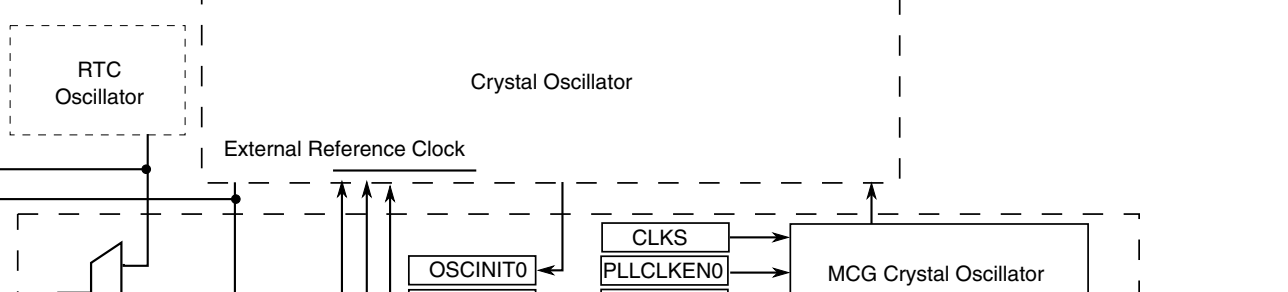 RTC
Oscillator
Crystal Oscillator
External Reference Clock
CLKS
OSCINIT0
PLLCLKEN0
MCG Crystal Oscillator